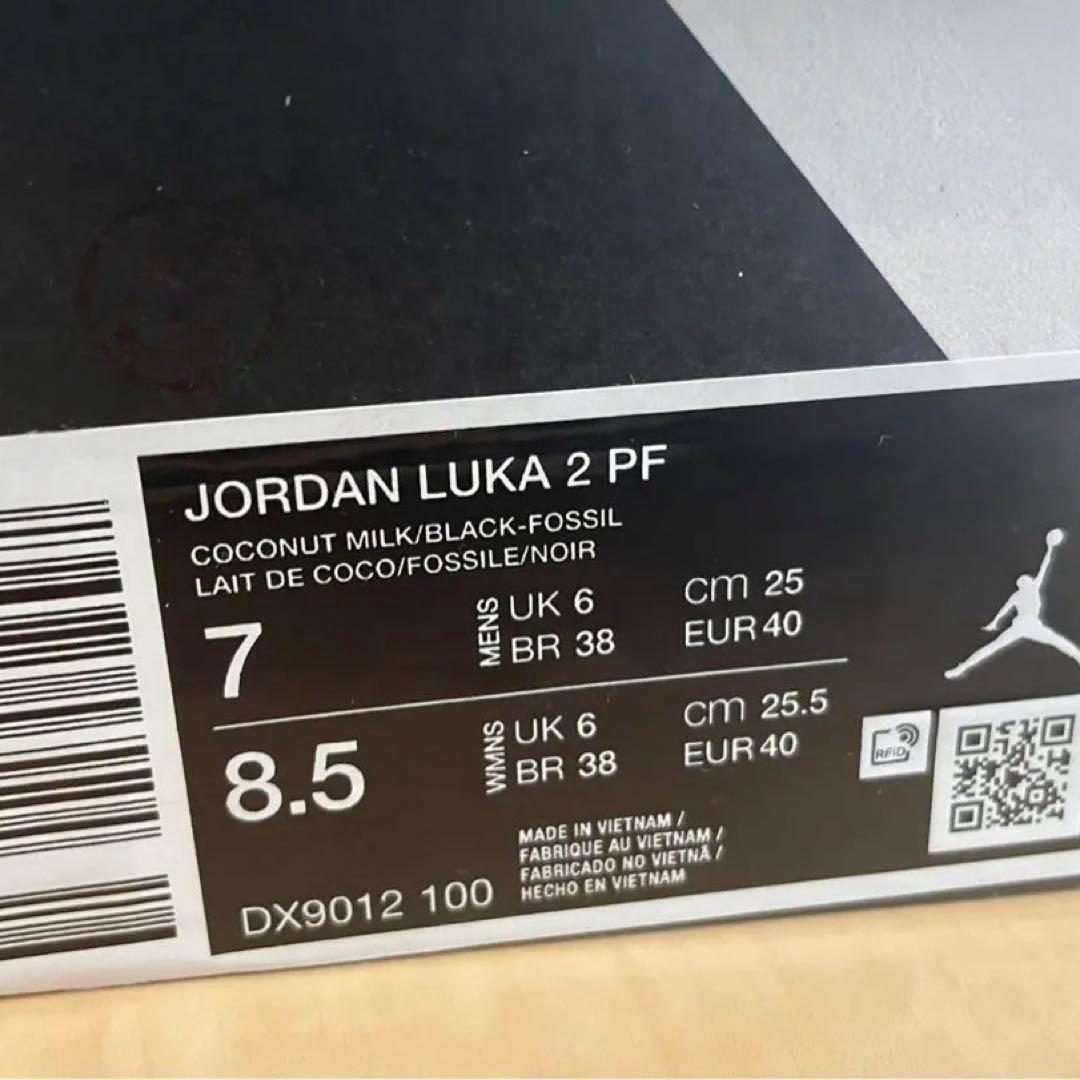 JORDAN LUKA 2 PF
COCONUT MILK/BLACK-FOSSIL
LAIT DE COCO/FOSSILE/NOIR
7
MENS
UK 6
BR 38
CM 25
EUR 40
8.5
WMNS
UK 6
BR 38
CM 25.5
EUR 40
RFID
MADE IN VIETNAM /
FABRIQUE AU VIETNAM /
FABRICADO NO VIETNÃ /
HECHO EN VIETNAM
DX9012 100